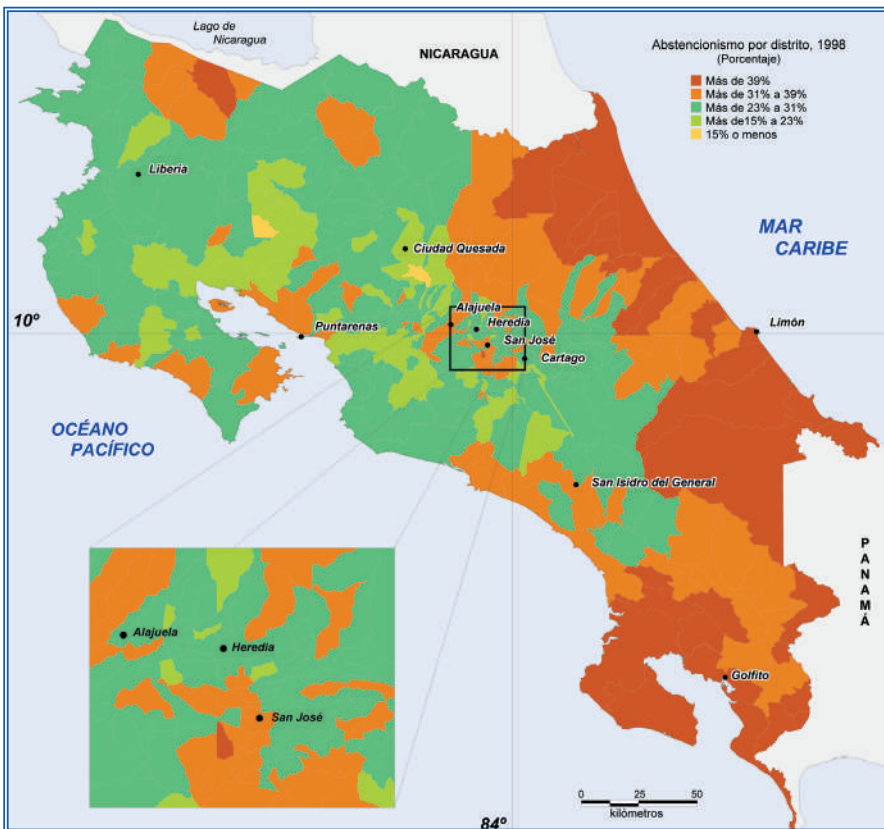 Lago de
Nicaragua
NICARAGUA
Abstencionismo por distrito, 1998
(Porcentaje)
Más de 39%
Más de 31% a 39%
Más de 23% a 31%
Más de15% a 23%
15% o menos
Liberia
MAR
CARIBE
Ciudad Quesada
10º
Alajuela
Limón
Puntarenas
Heredia
San José
Cartago
OCÉANO
PACÍFICO
San Isidro del General
PANAMÁ
Alajuela
Heredia
Golfito
San José
0 25 50
kilómetros
84º